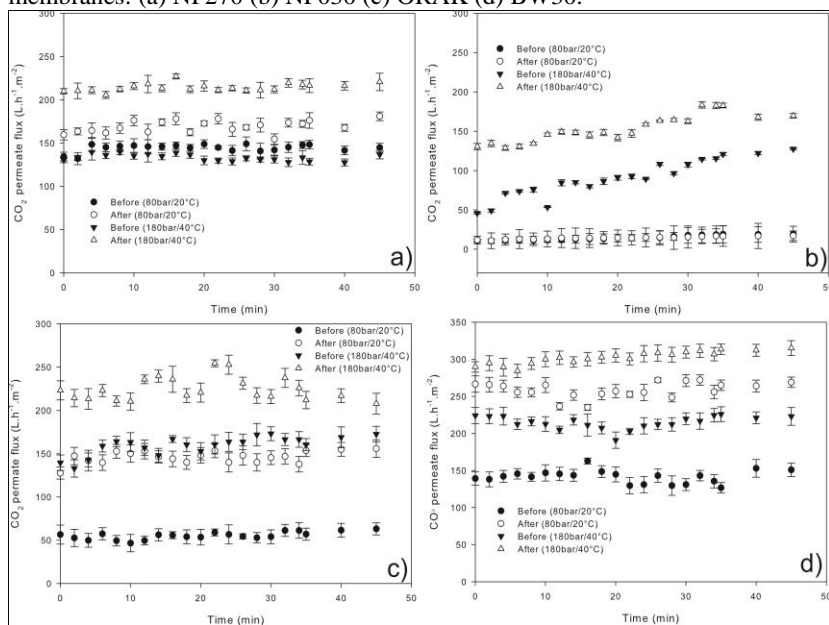 membranes. (a) NF270 (b) NP030 (c) ORAK (d) BW30.
300
250
200
150
100
50
0
CO2 permeate flux (L.h-1.m-2)
Before (80bar/20°C)
After (80bar/20°C)
Before (180bar/40°C)
After (180bar/40°C)
a)
0 10 20 30 40 50
Time (min)
300
250
200
150
100
50
0
CO2 permeate flux (L.h-1.m-2)
Before (80bar/20°C)
After (80bar/20°C)
Before (180bar/40°C)
After (180bar/40°C)
b)
0 10 20 30 40 50
Time (min)
300
250
200
150
100
50
0
CO2 permeate flux (L.h-1.m-2)
Before (80bar/20°C)
After (80bar/20°C)
Before (180bar/40°C)
After (180bar/40°C)
c)
0 10 20 30 40 50
Time (min)
350
300
250
200
150
100
50
0
CO= permeate flux (L.h-1.m-2)
Before (80bar/20°C)
After (80bar/20°C)
Before (180bar/40°C)
After (180bar/40°C)
d)
0 10 20 30 40 50
Time (min)